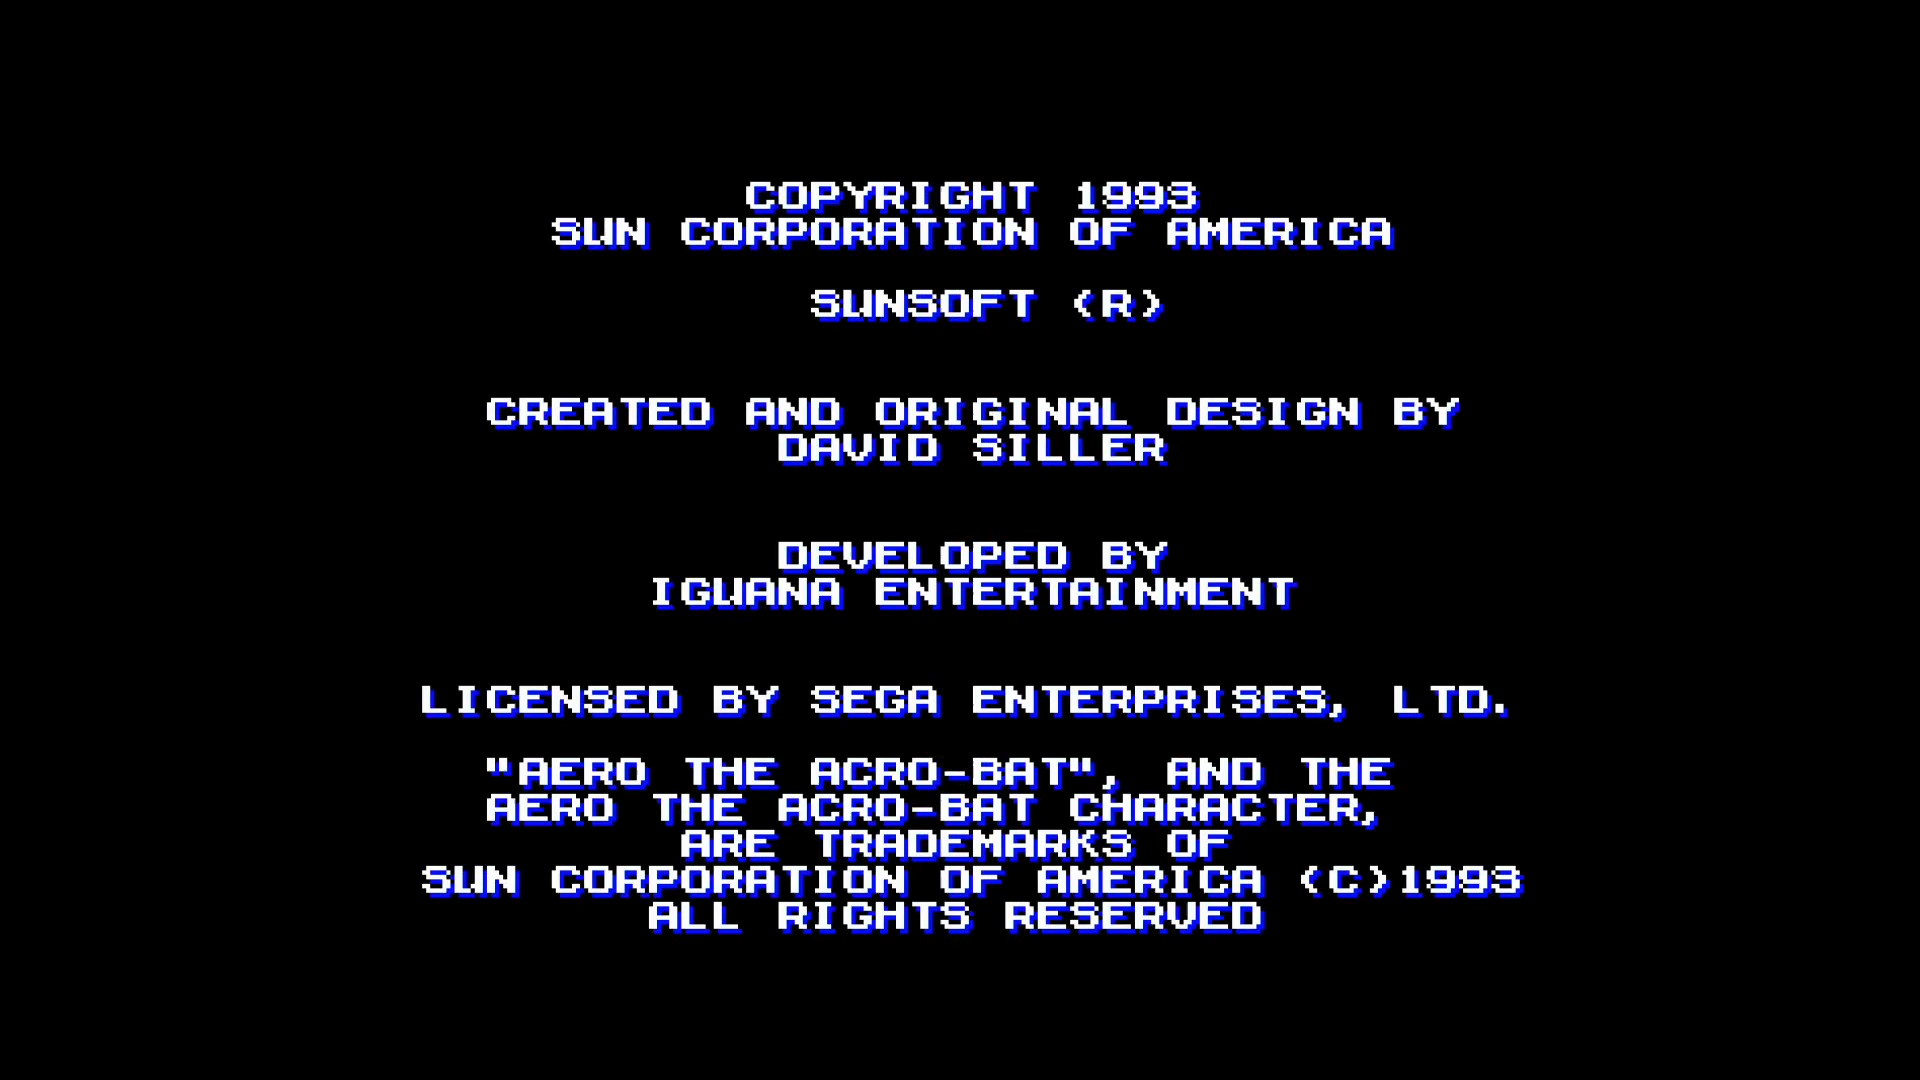 COPYRIGHT 1993
SUN CORPORATION OF AMERICA
SUNSOFT (R)
CREATED AND ORIGINAL DESIGN BY
DAVID SILLER
DEVELOPED BY
IGUANA ENTERTAINMENT
LICENSED BY SEGA ENTERPRISES, LTD.
"AERO THE ACRO-BAT", AND THE
AERO THE ACRO-BAT CHARACTER,
ARE TRADEMARKS OF
SUN CORPORATION OF AMERICA (C)1993
ALL RIGHTS RESERVED